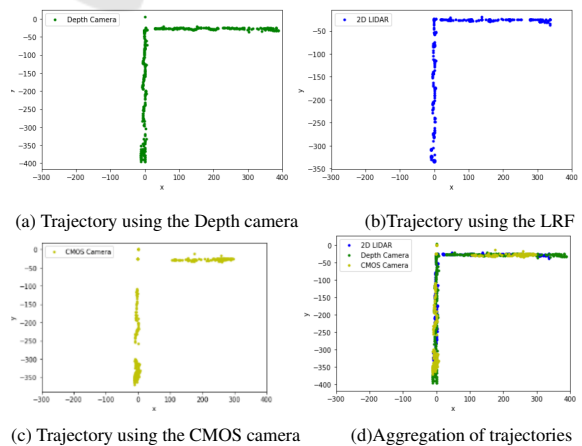 Depth Camera
0
−50
−100
−150
−200
−250
−300
−350
−400
−300 −200 −100 0 100 200 300 400
x
2D LIDAR
−50
−100
−150
−200
−250
−300
−350
y
−300 −200 −100 0 100 200 300 400
x
(a) Trajectory using the Depth camera
(b)Trajectory using the LRF
CMOS Camera
0
−50
−100
−150
−200
−250
−300
−350
y
−300 −200 −100 0 100 200 300 400
x
2D LIDAR
Depth Camera
CMOS Camera
0
−50
−100
−150
−200
−250
−300
−350
−400
y
−300 −200 −100 0 100 200 300 400
x
(c) Trajectory using the CMOS camera
(d)Aggregation of trajectories